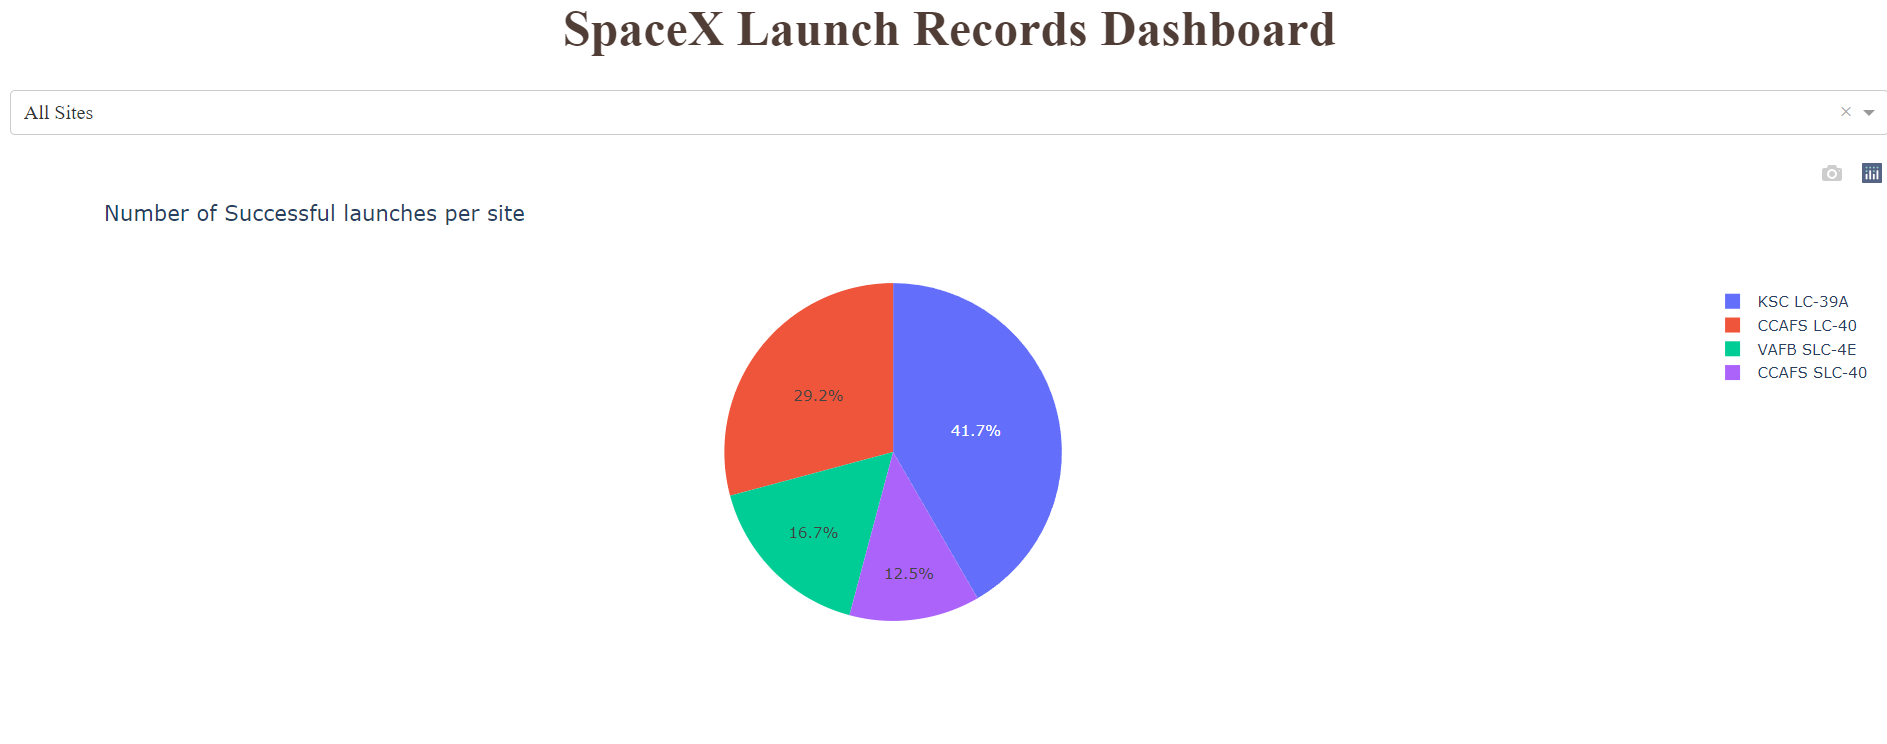 SpaceX Launch Records Dashboard
All Sites
Number of Successful launches per site
KSC LC-39A
CCAFS LC-40
VAFB SLC-4E
CCAFS SLC-40
29.2%
41.7%
16.7%
12.5%